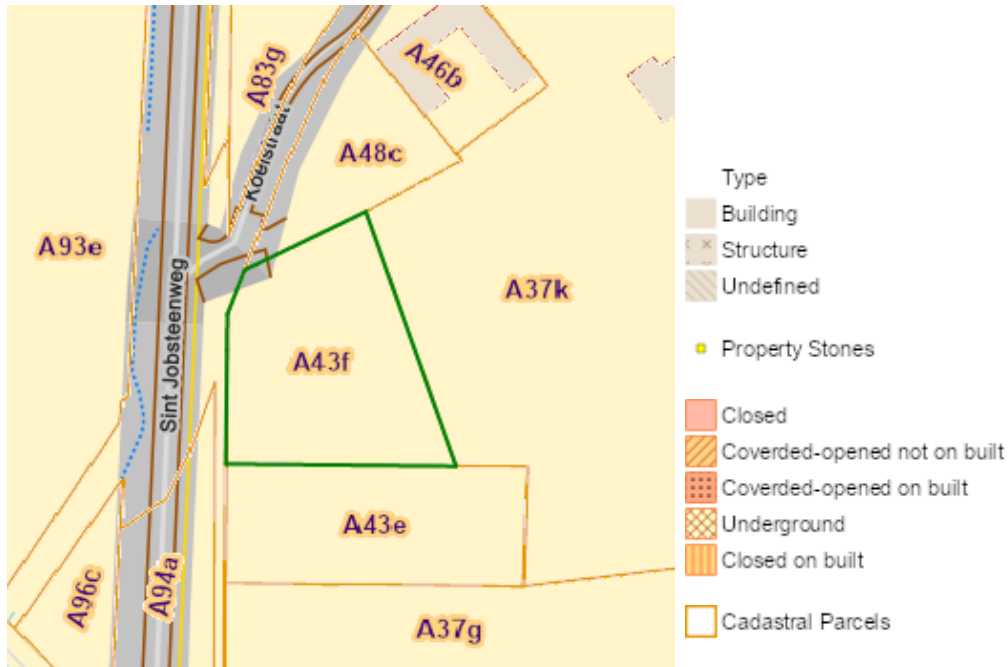 A83g
A46b
Koelstraat
A48c
A93e
A37k
Sint Jobsteenweg
A43f
A43e
A96c
A94a
A37g
Type
Building
Structure
Undefined
Property Stones
Closed
Coverded-opened not on built
Coverded-opened on built
Underground
Closed on built
Cadastral Parcels